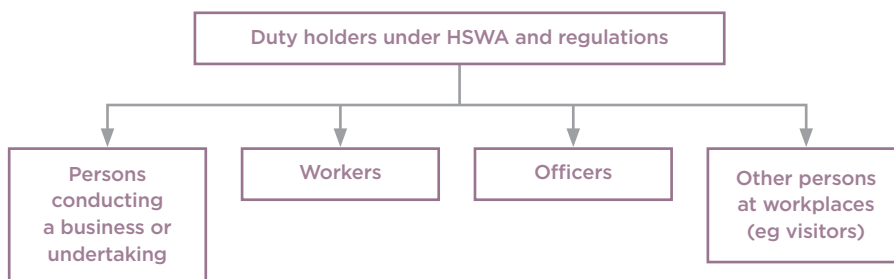 Duty holders under HSWA and regulations
Persons
conducting
a business or
undertaking
Workers
Officers
Other persons
at workplaces
(eg visitors)